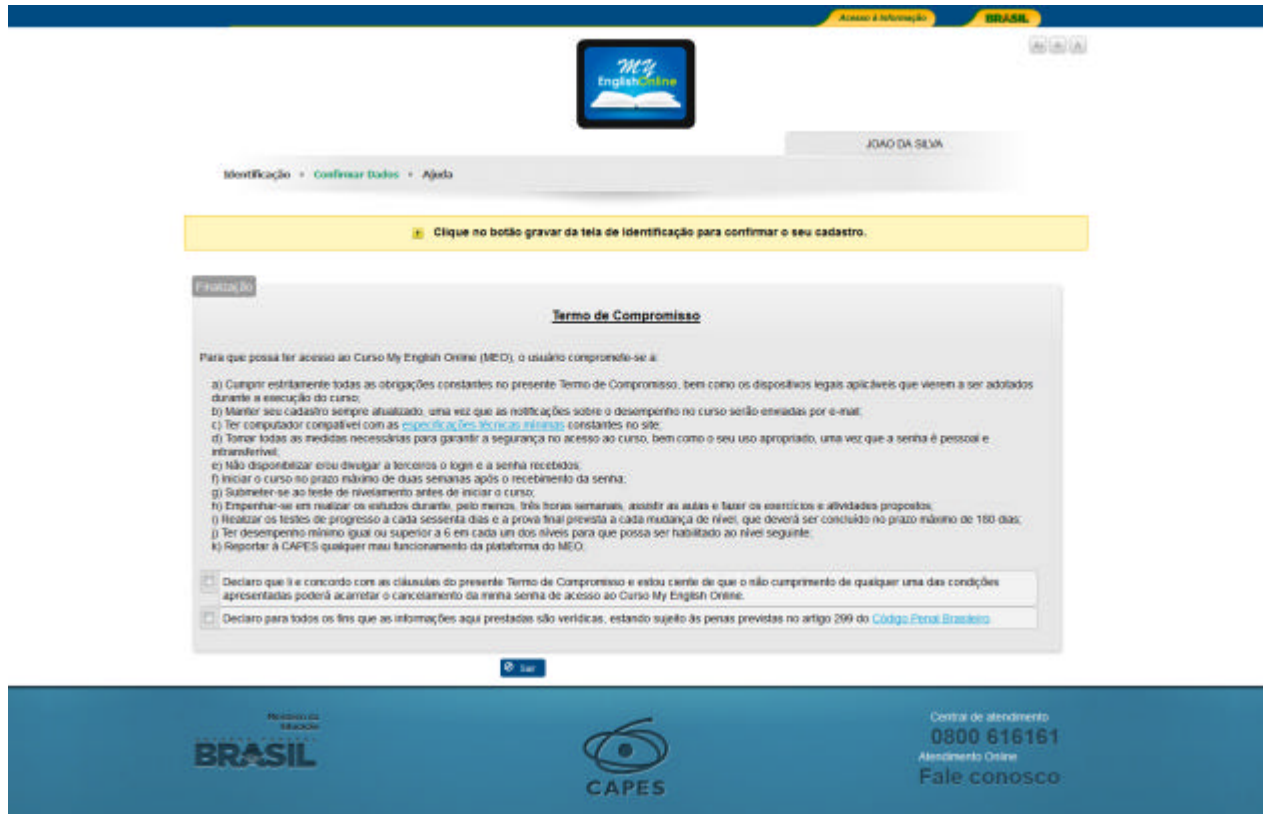 Acesso à Informação BRASIL
MY
EnglishOnline
JOAO DA SILVA
Identificação Confirmar Dados Ajuda
Clique no botão gravar da tela de identificação para confirmar o seu cadastro.
Finalização
Termo de Compromisso
Para que possa ter acesso ao Curso My English Online (MEO), o usuário compromete-se a:
a) Cumprir estritamente todas as obrigações constantes no presente Termo de Compromisso, bem como os dispositivos legais aplicáveis que vierem a ser adotados
durante a execução do curso;
b) Manter seu cadastro sempre atualizado, uma vez que as notificações sobre o desempenho no curso serão enviadas por e-mail;
c) Ter computador compatível com as especificações técnicas mínimas constantes no site;
d) Tomar todas as medidas necessárias para garantir a segurança no acesso ao curso, bem como o seu uso apropriado, uma vez que a senha é pessoal e
intransferível;
e) Não disponibilizar e/ou divulgar a terceiros o login e a senha recebidos;
f) Iniciar o curso no prazo máximo de duas semanas após o recebimento da senha;
g) Submeter-se ao teste de nivelamento antes de iniciar o curso;
h) Empenhar-se em realizar os estudos durante, pelo menos, três horas semanais, assistir as aulas e fazer os exercícios e atividades propostos;
i) Realizar os testes de progresso a cada sessenta dias e a prova final prevista a cada mudança de nível, que deverá ser concluído no prazo máximo de 180 dias;
j) Ter desempenho mínimo igual ou superior a 6 em cada um dos níveis para que possa ser habilitado ao nível seguinte;
k) Reportar à CAPES qualquer mau funcionamento da plataforma do MEO;
Declaro que li e concordo com as cláusulas do presente Termo de Compromisso e estou ciente de que o não cumprimento de qualquer uma das condições
apresentadas poderá acarretar o cancelamento da minha senha de acesso ao Curso My English Online.
Declaro para todos os fins que as informações aqui prestadas são verídicas, estando sujeito às penas previstas no artigo 299 do Código Penal Brasileiro
Sair
Ministério da
Educação
BRASIL
CAPES
Central de atendimento
0800 616161
Atendimento Online
Fale conosco